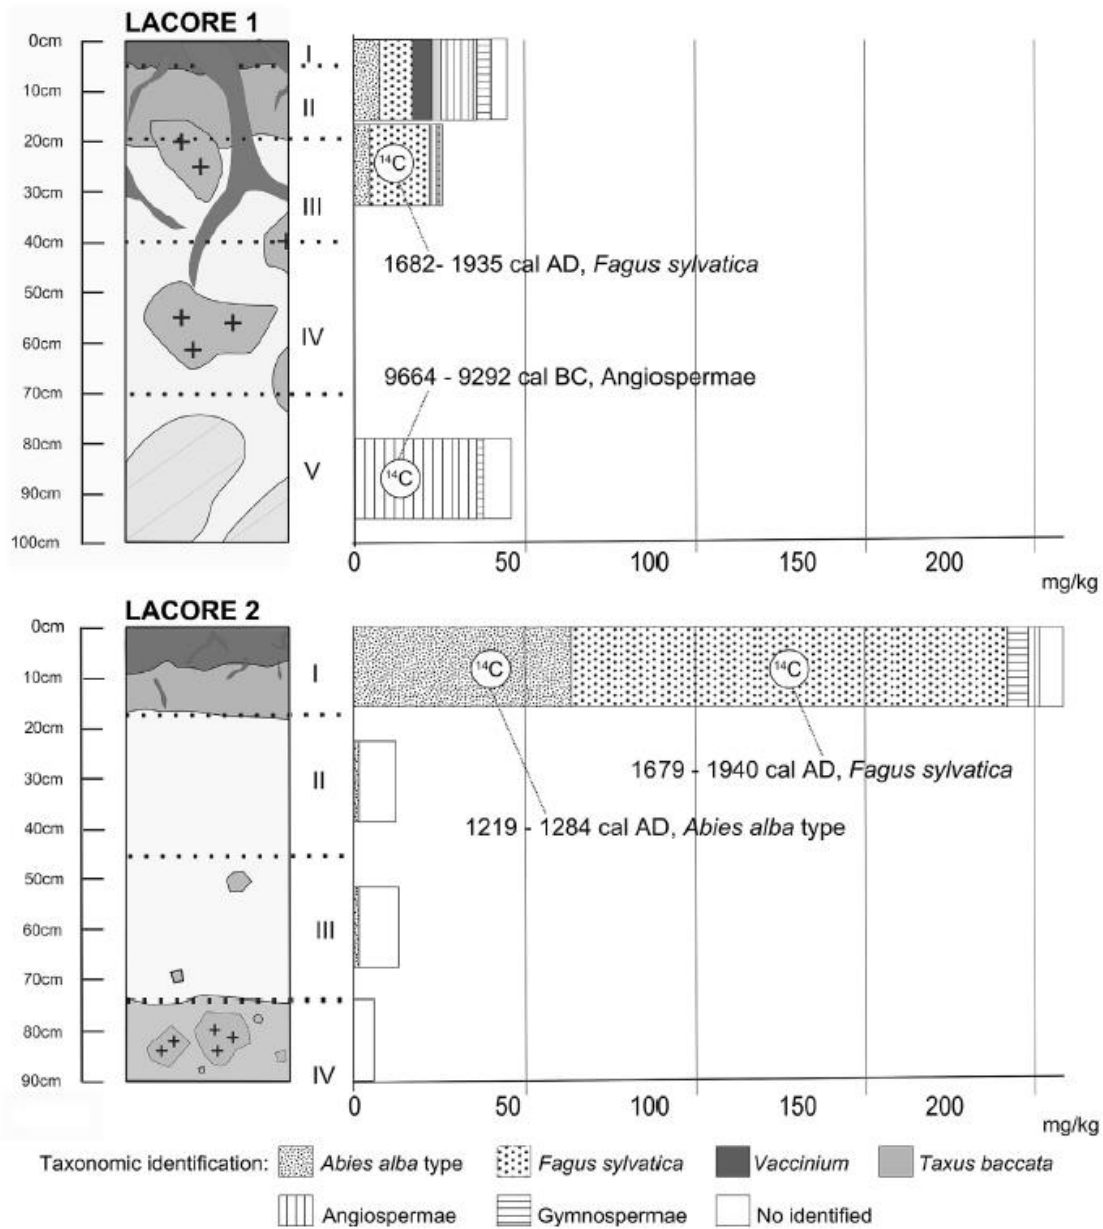 LACORE 1
0cm
10cm
20cm
30cm
40cm
50cm
60cm
70cm
80cm
90cm
100cm
I
II
III
IV
V
14C
1682- 1935 cal AD, Fagus sylvatica
9664 - 9292 cal BC, Angiospermae
14C
0 50 100 150 200
mg/kg
LACORE 2
0cm
10cm
20cm
30cm
40cm
50cm
60cm
70cm
80cm
90cm
I
II
III
IV
14C
14C
1679 - 1940 cal AD, Fagus sylvatica
1219 - 1284 cal AD, Abies alba type
0 50 100 150 200
mg/kg
Taxonomic identification: Abies alba type Fagus sylvatica Vaccinium Taxus baccata
Angiospermae Gymnospermae No identified